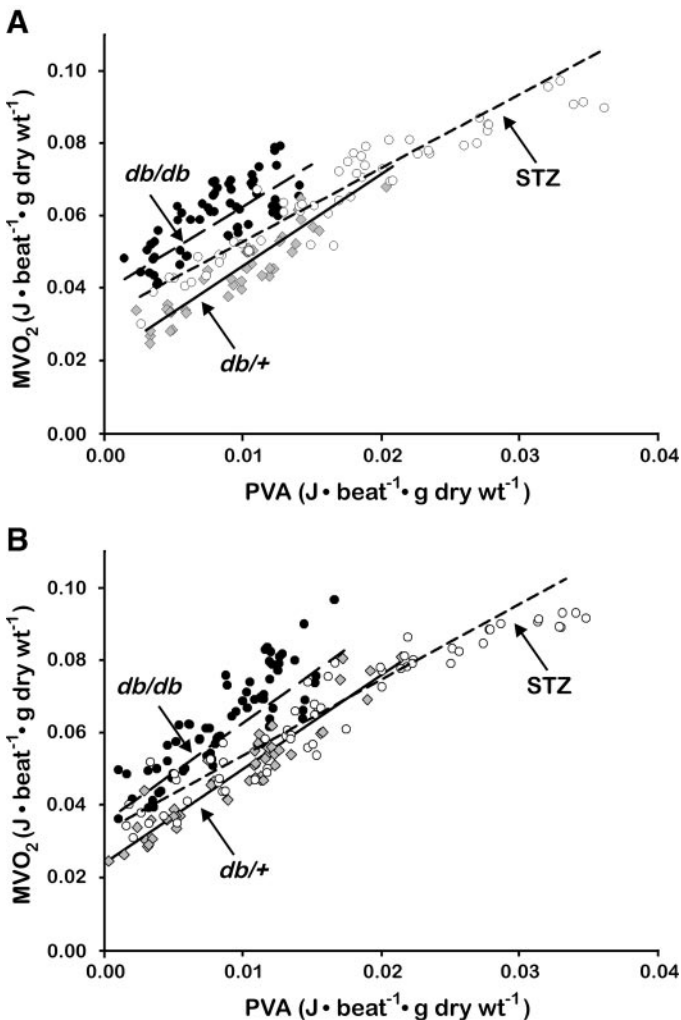 A
0.10
0.08
0.06
0.04
0.02
0.00
MVO₂ (J • beat⁻¹ • g dry wt⁻¹)
db/db
STZ
db/+
0.00 0.01 0.02 0.03 0.04
PVA (J • beat⁻¹ • g dry wt⁻¹)
B
0.10
0.08
0.06
0.04
0.02
0.00
MVO₂ (J • beat⁻¹ • g dry wt⁻¹)
db/db
STZ
db/+
0.00 0.01 0.02 0.03 0.04
PVA (J • beat⁻¹ • g dry wt⁻¹)